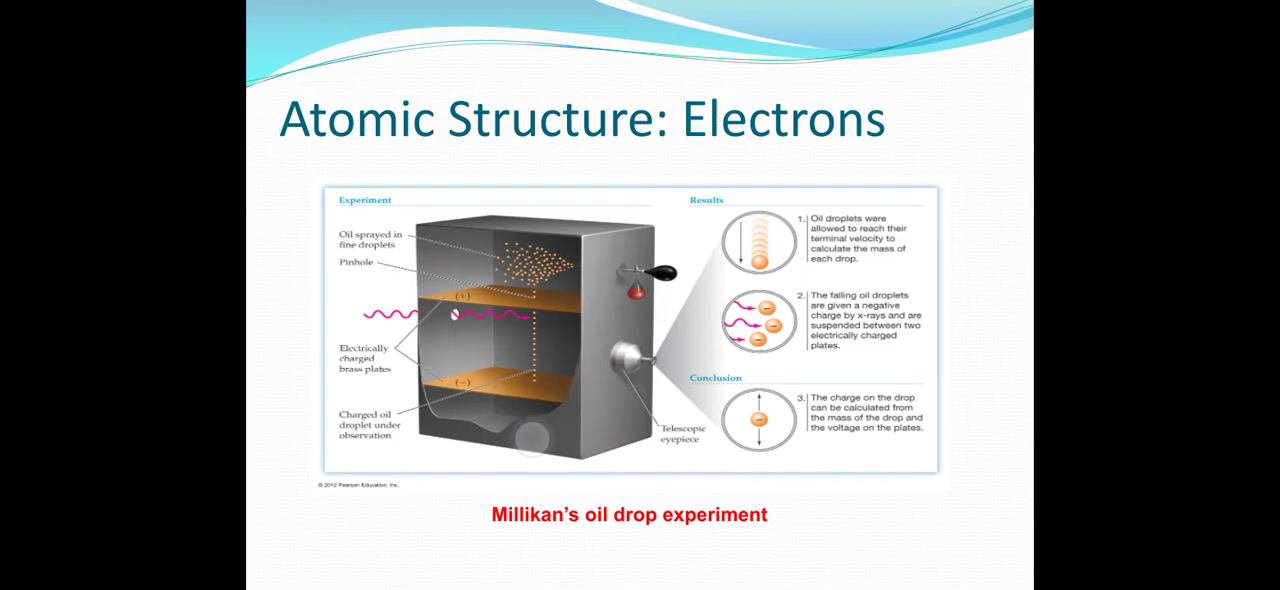 Atomic Structure: Electrons
Experiment
Oil sprayed in
fine droplets
Pinhole
(+)
Electrically
charged
brass plates
(−)
Charged oil
droplet under
observation
Telescopic
eyepiece
Results
1. Oil droplets were
allowed to reach their
terminal velocity to
calculate the mass of
each drop.
2. The falling oil droplets
are given a negative
charge by x-rays and are
suspended between two
electrically charged
plates.
Conclusion
3. The charge on the drop
can be calculated from
the mass of the drop and
the voltage on the plates.
© 2012 Pearson Education, Inc.
Millikan’s oil drop experiment